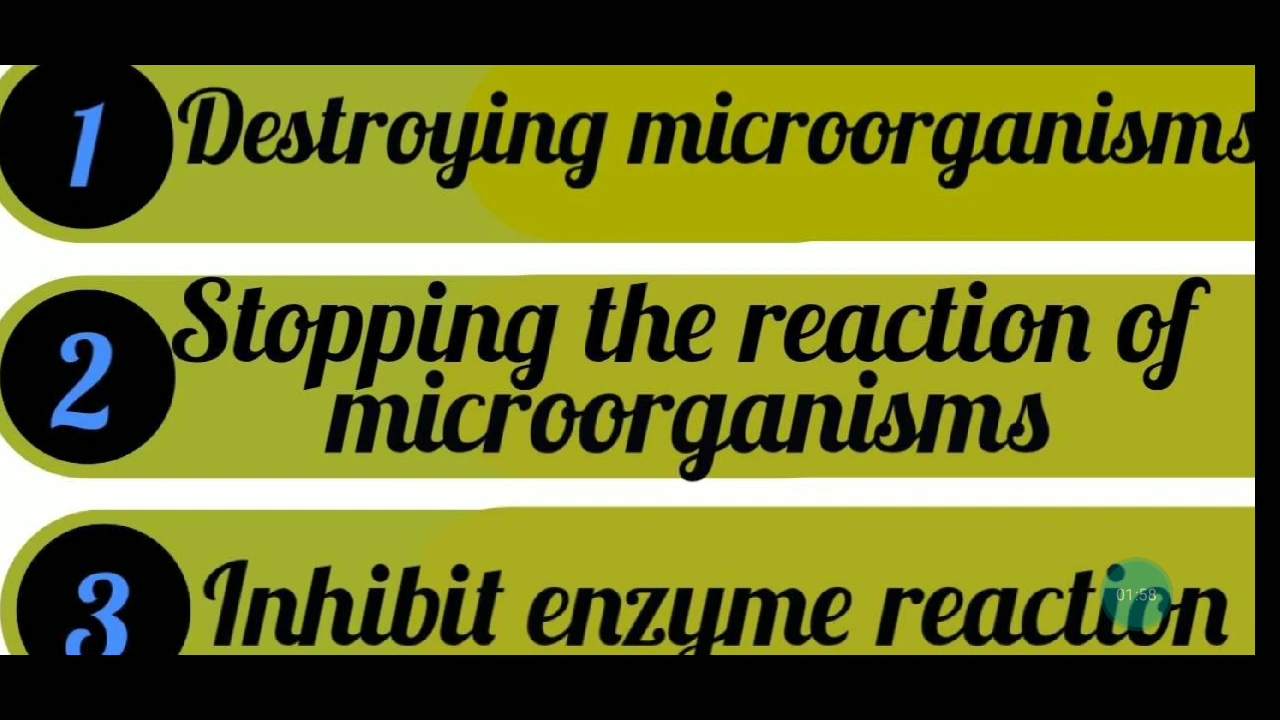 1
Destroying microorganisms
2
Stopping the reaction of
microorganisms
3
Inhibit enzyme reaction
01:58